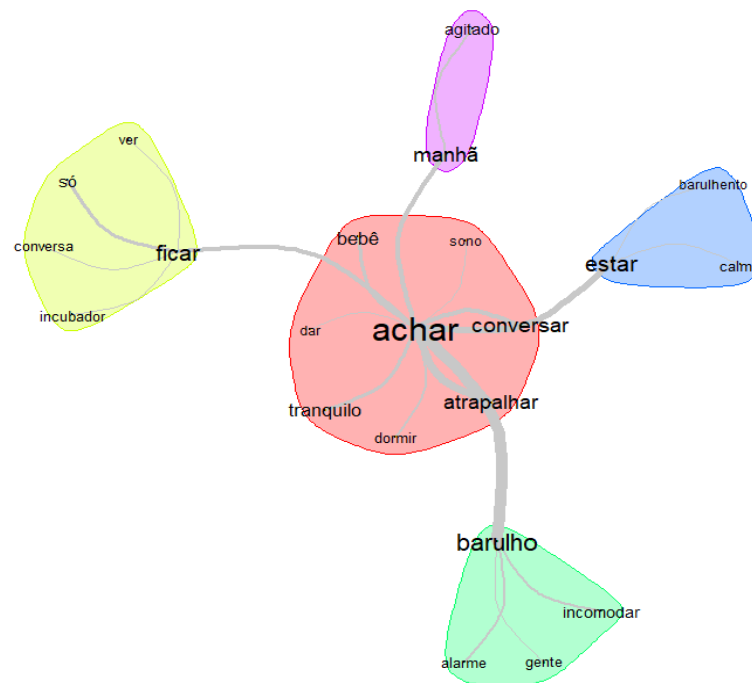 agitado
ver
manhã
só
barulhento
bebê
sono
conversa
ficar
estar
calm
incubador
dar
achar
conversar
tranquilo
atrapalhar
dormir
barulho
incomodar
alarme
gente